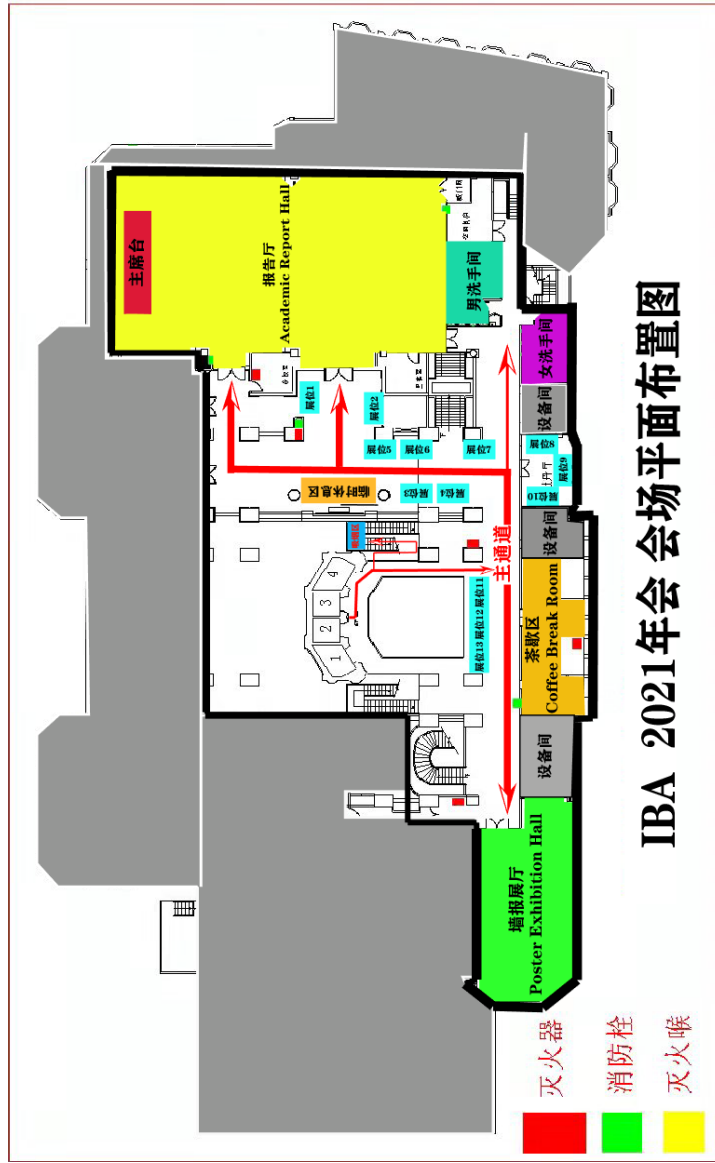 IBA 2021年会 会场平面布置图
主席台
报告厅
Academic Report Hall
男洗手间
女洗手间
设备间
展位1
展位2
展位5
展位6
展位7
展位8
展位9
展位10
临时休息区
展位3
展位4
设备间
1
2
3
4
主通道
展位13展位12展位11
茶歇区
Coffee Break Room
设备间
墙报展厅
Poster Exhibition Hall
灭火器
消防栓
灭火喉